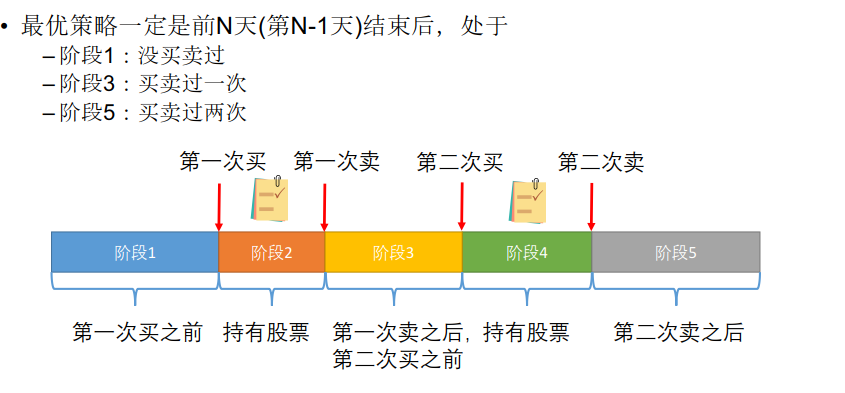 • 最优策略一定是前N天(第N-1天)结束后，处于
– 阶段1：没买卖过
– 阶段3：买卖过一次
– 阶段5：买卖过两次
第一次买 第一次卖 第二次买 第二次卖
阶段1 阶段2 阶段3 阶段4 阶段5
第一次买之前 持有股票 第一次卖之后, 持有股票 第二次卖之后
第二次买之前